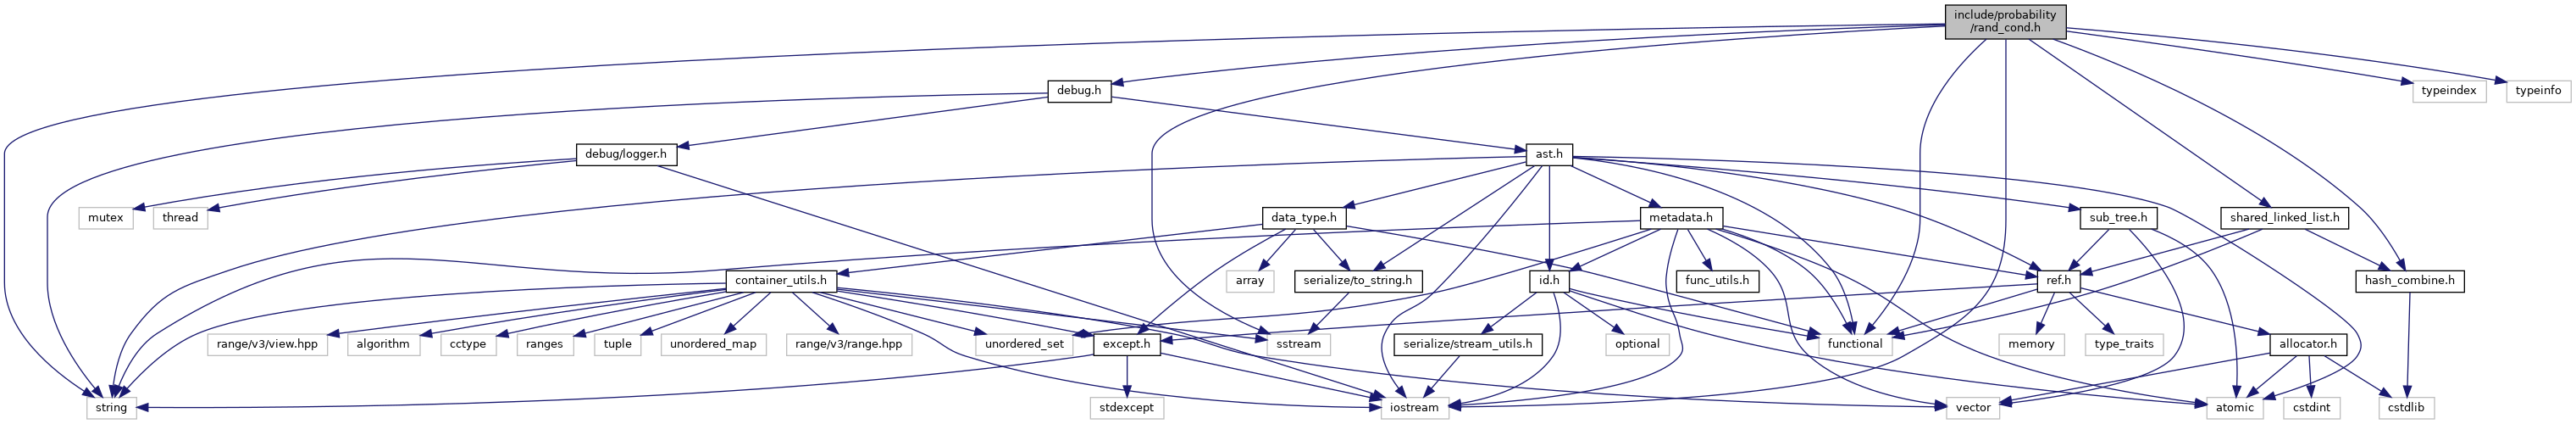 include/probability
/rand_cond.h
debug.h
typeindex
typeinfo
debug/logger.h
ast.h
mutex
thread
data_type.h
metadata.h
sub_tree.h
shared_linked_list.h
container_utils.h
array
serialize/to_string.h
id.h
func_utils.h
ref.h
hash_combine.h
range/v3/view.hpp
algorithm
cctype
ranges
tuple
unordered_map
range/v3/range.hpp
unordered_set
except.h
sstream
serialize/stream_utils.h
optional
functional
memory
type_traits
allocator.h
string
stdexcept
iostream
vector
atomic
cstdint
cstdlib